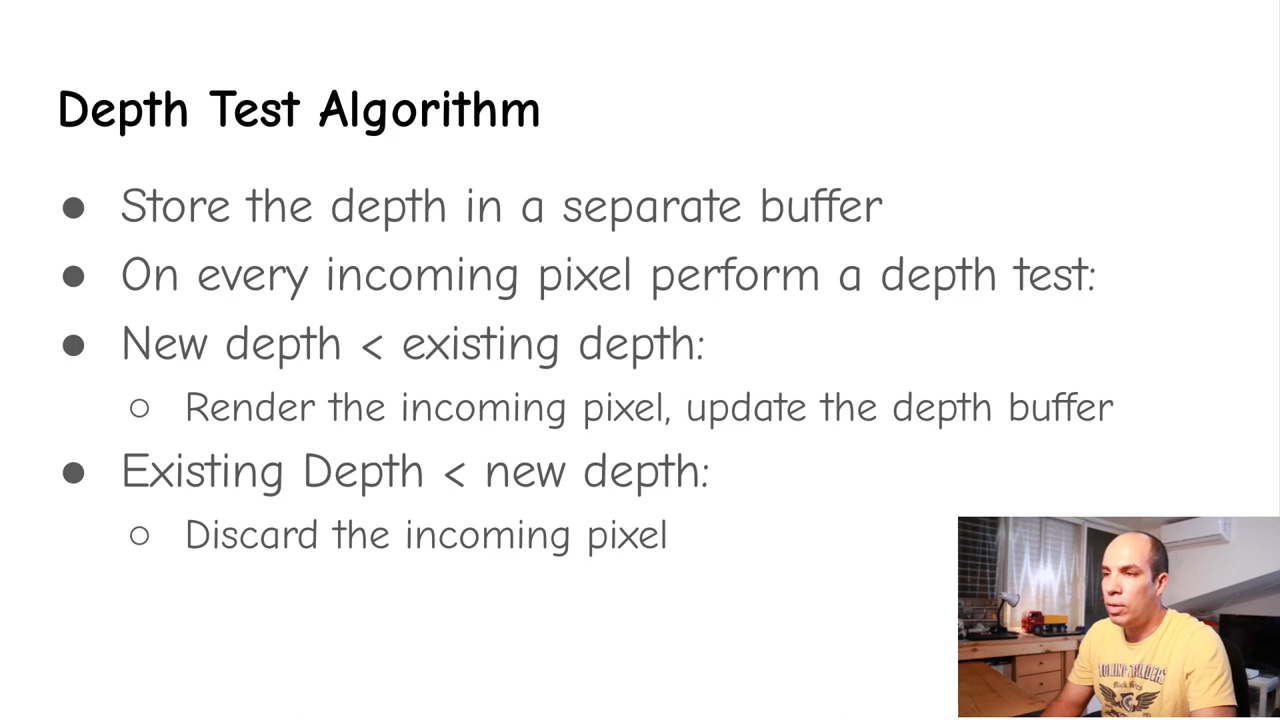 Depth Test Algorithm
● Store the depth in a separate buffer
● On every incoming pixel perform a depth test:
● New depth < existing depth:
○ Render the incoming pixel, update the depth buffer
● Existing Depth < new depth:
○ Discard the incoming pixel